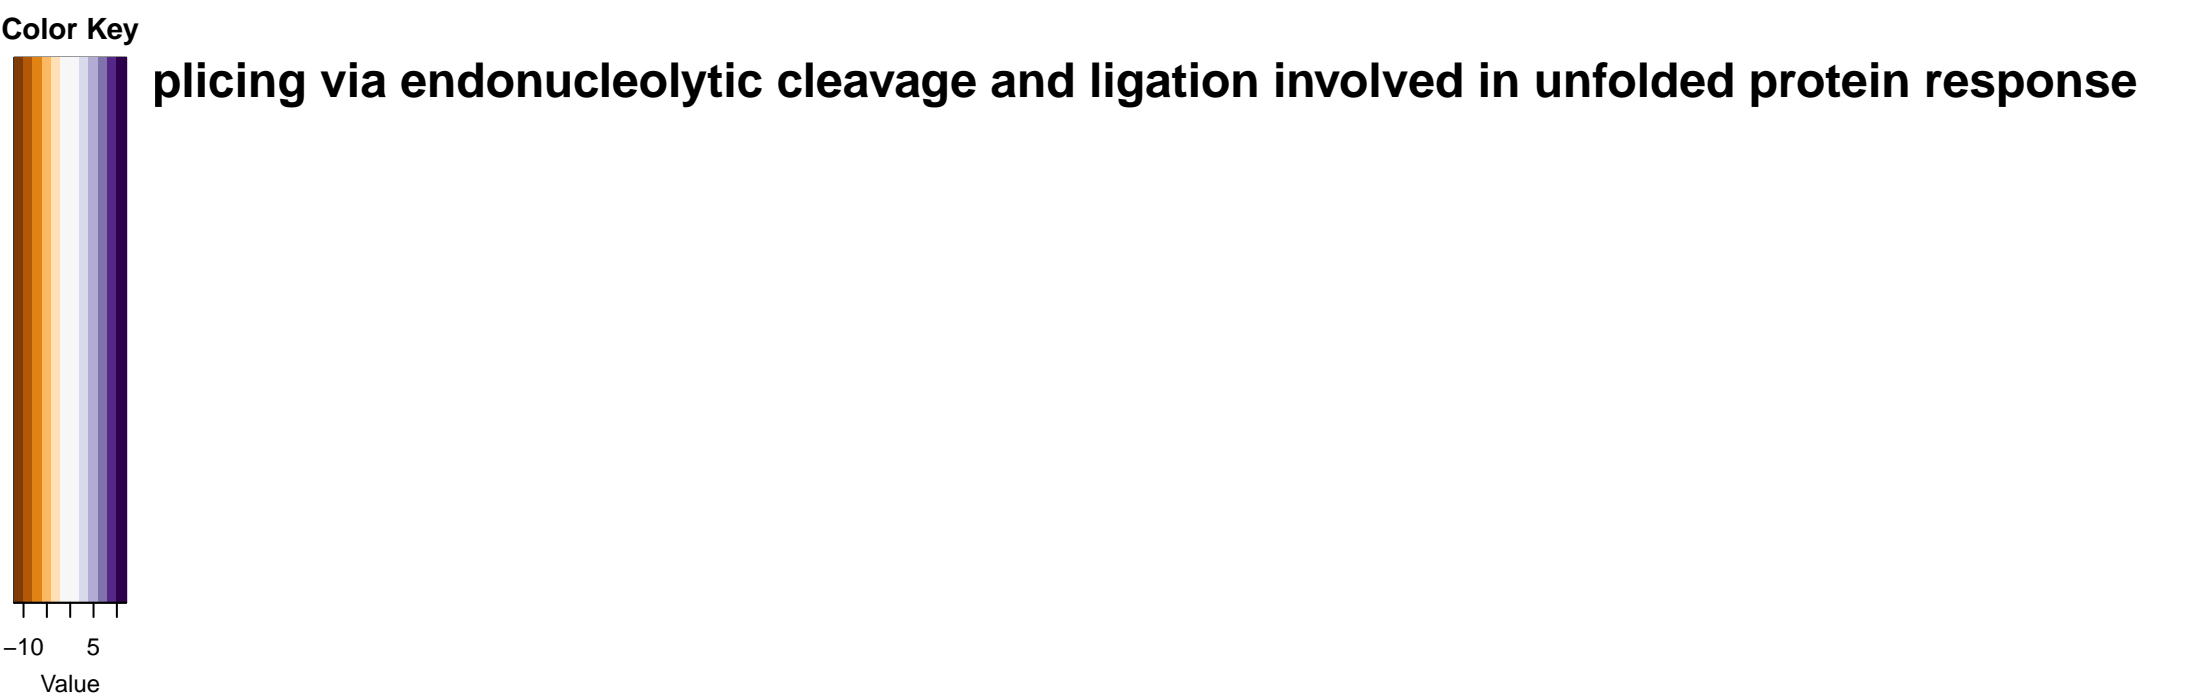 Color Key
plicing via endonucleolytic cleavage and ligation involved in unfolded protein response
–10 5
Value